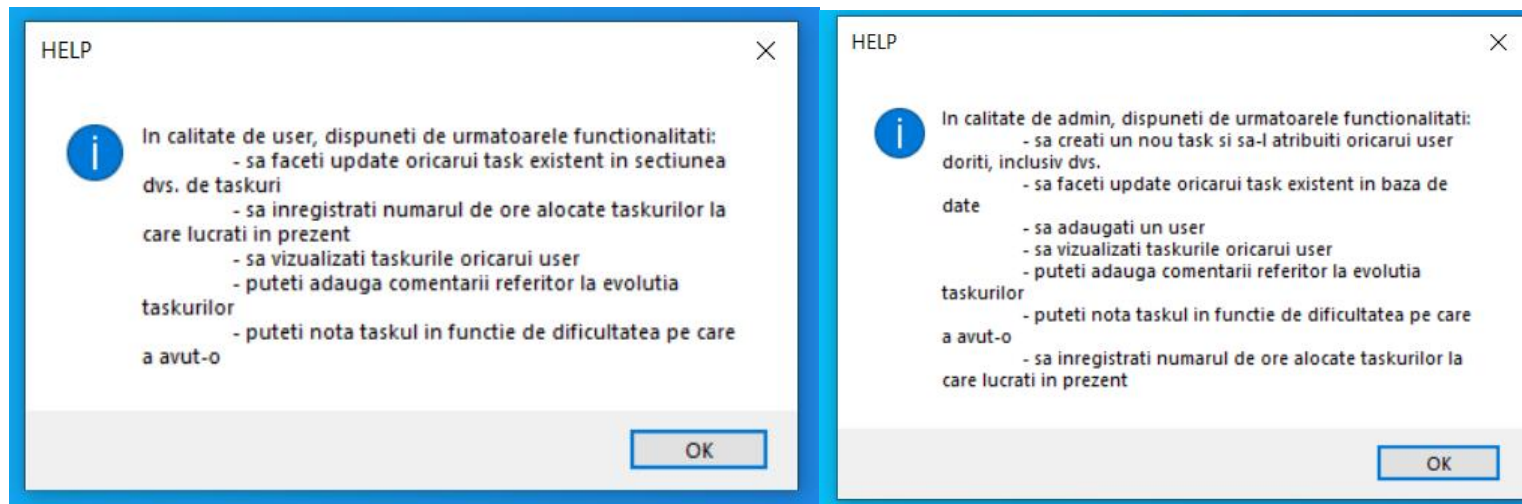 HELP
In calitate de user, dispuneti de urmatoarele functionalitati:
- sa faceti update oricarui task existent in sectiunea
dvs. de taskuri
- sa inregistrati numarul de ore alocate taskurilor la
care lucrati in prezent
- sa vizualizati taskurile oricarui user
- puteti adauga comentarii referitor la evolutia
taskurilor
- puteti nota taskul in functie de dificultatea pe care
a avut-o
OK
HELP
In calitate de admin, dispuneti de urmatoarele functionalitati:
- sa creati un nou task si sa-l atribuiti oricarui user
doriti, inclusiv dvs.
- sa faceti update oricarui task existent in baza de
date
- sa adaugati un user
- sa vizualizati taskurile oricarui user
- puteti adauga comentarii referitor la evolutia
taskurilor
- puteti nota taskul in functie de dificultatea pe care
a avut-o
- sa inregistrati numarul de ore alocate taskurilor la
care lucrati in prezent
OK